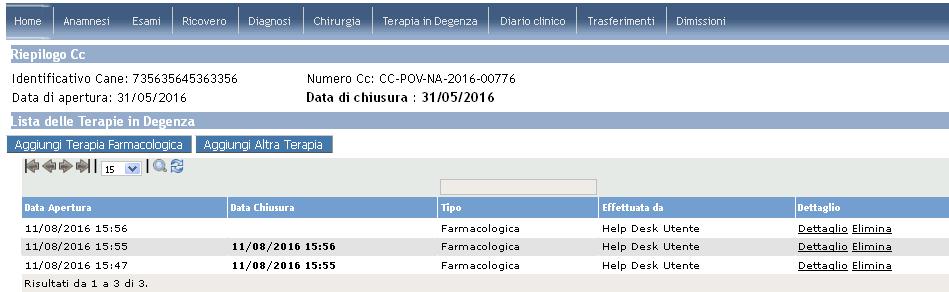 Home Anamnesi Esami Ricovero Diagnosi Chirurgia Terapia in Degenza Diario clinico Trasferimenti Dimissioni
Riepilogo Cc
Identificativo Cane: 735635645363356 Numero Cc: CC-POV-NA-2016-00776
Data di apertura: 31/05/2016 Data di chiusura : 31/05/2016
Lista delle Terapie in Degenza
Aggiungi Terapia Farmacologica Aggiungi Altra Terapia
15
Data Apertura Data Chiusura Tipo Effettuata da Dettaglio
11/08/2016 15:56 Farmacologica Help Desk Utente Dettaglio Elimina
11/08/2016 15:55 11/08/2016 15:56 Farmacologica Help Desk Utente Dettaglio Elimina
11/08/2016 15:47 11/08/2016 15:55 Farmacologica Help Desk Utente Dettaglio Elimina
Risultati da 1 a 3 di 3.